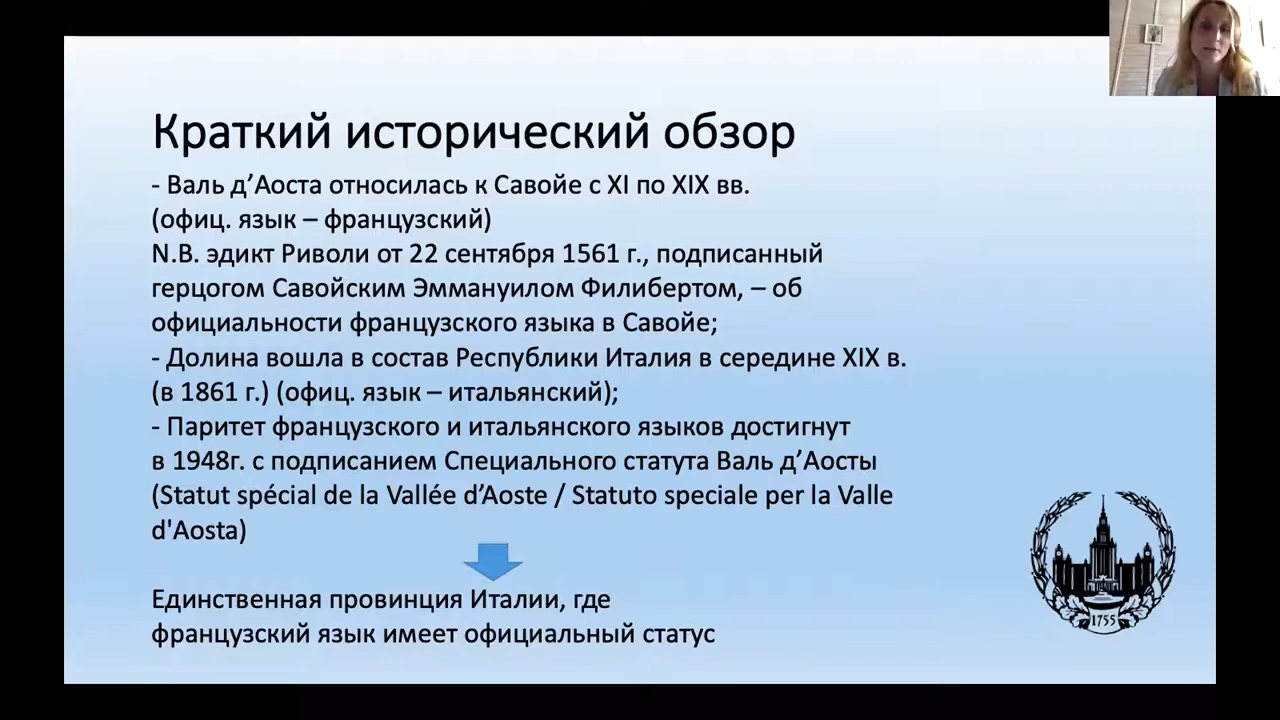 Краткий исторический обзор
- Валь д’Аоста относилась к Савойе с XI по XIX вв.
(офиц. язык – французский)
N.B. эдикт Риволи от 22 сентября 1561 г., подписанный
герцогом Савойским Эммануилом Филибертом, – об
официальности французского языка в Савойе;
- Долина вошла в состав Республики Италия в середине XIX в.
(в 1861 г.) (офиц. язык – итальянский);
- Паритет французского и итальянского языков достигнут
в 1948г. с подписанием Специального статута Валь д’Аосты
(Statut spécial de la Vallée d’Aoste / Statuto speciale per la Valle
d'Aosta)
Единственная провинция Италии, где
французский язык имеет официальный статус
1755